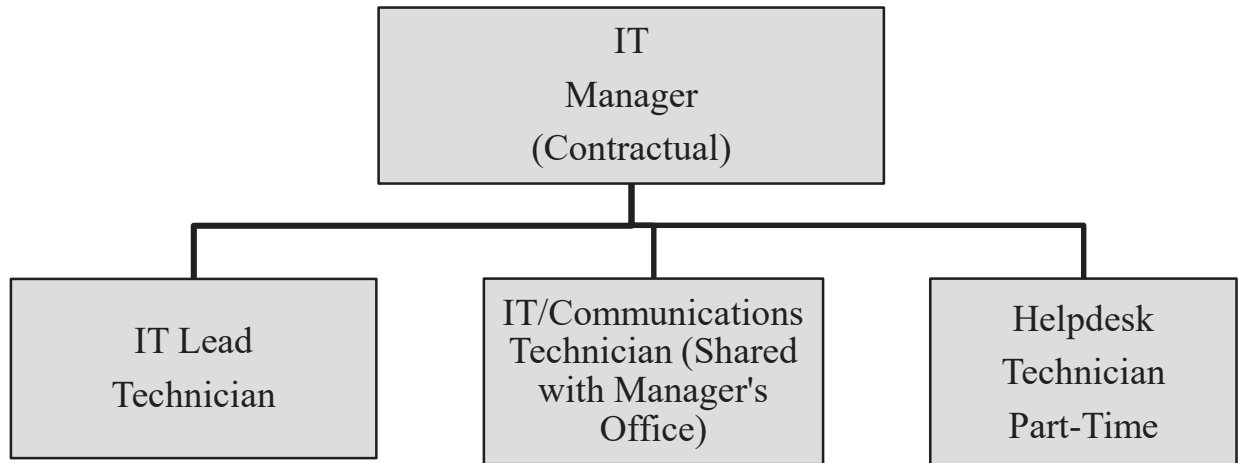 IT
Manager
(Contractual)
IT Lead
Technician
IT/Communications
Technician (Shared
with Manager's
Office)
Helpdesk
Technician
Part-Time